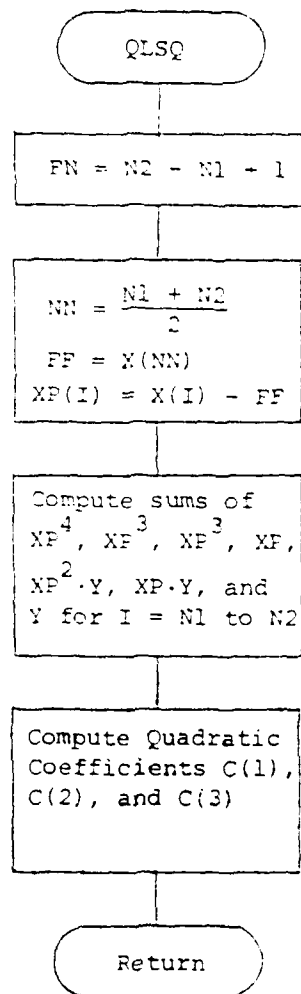 QLSQ
FN = N2 - N1 + 1
NN = N1 + N2
2
FF = X(NN)
XP(I) = X(I) - FF
Compute sums of
XP⁴, XP³, XP³, XP,
XP²·Y, XP·Y, and
Y for I = N1 to N2
Compute Quadratic
Coefficients C(1),
C(2), and C(3)
Return